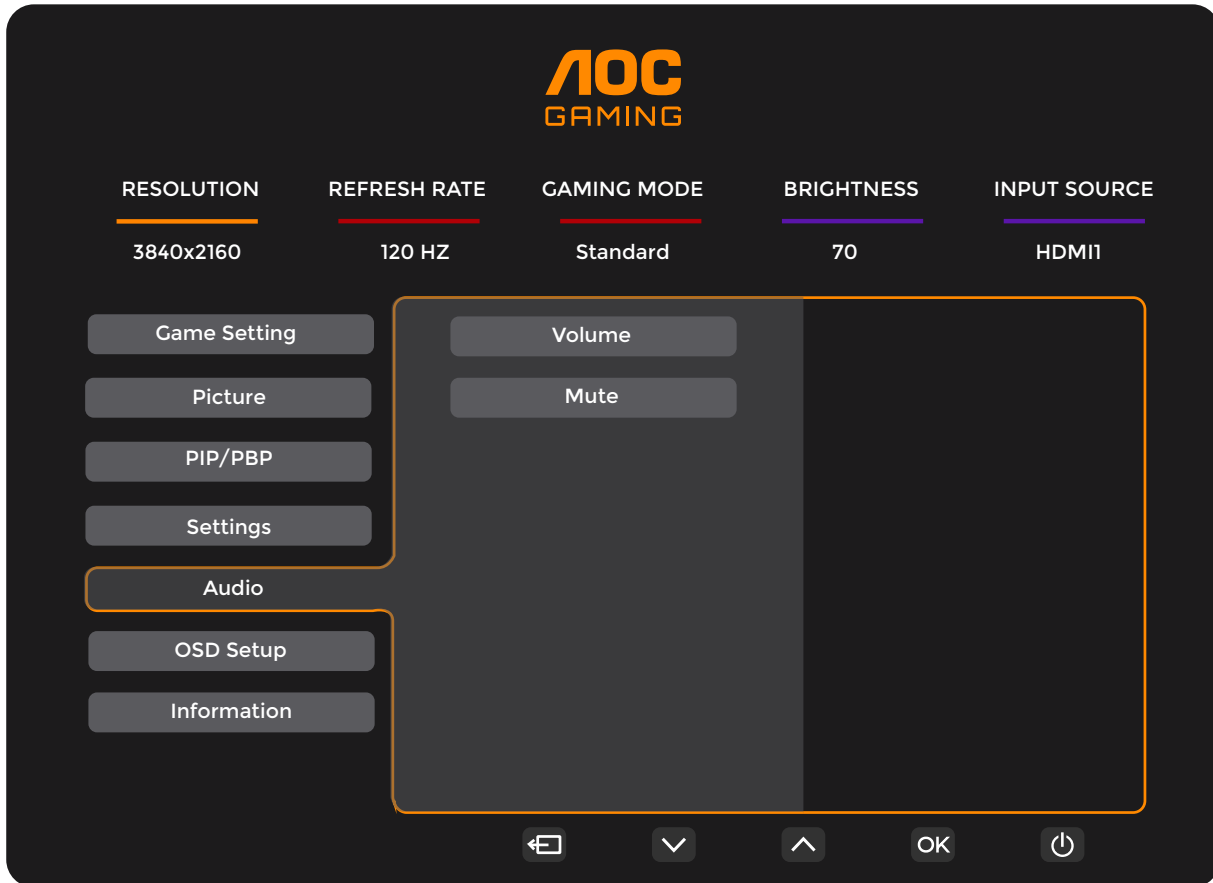 AOC
GAMING
RESOLUTION REFRESH RATE GAMING MODE BRIGHTNESS INPUT SOURCE
3840x2160 120 HZ Standard 70 HDMI1
Game Setting Volume
Picture Mute
PIP/PBP
Settings
Audio
OSD Setup
Information
OK